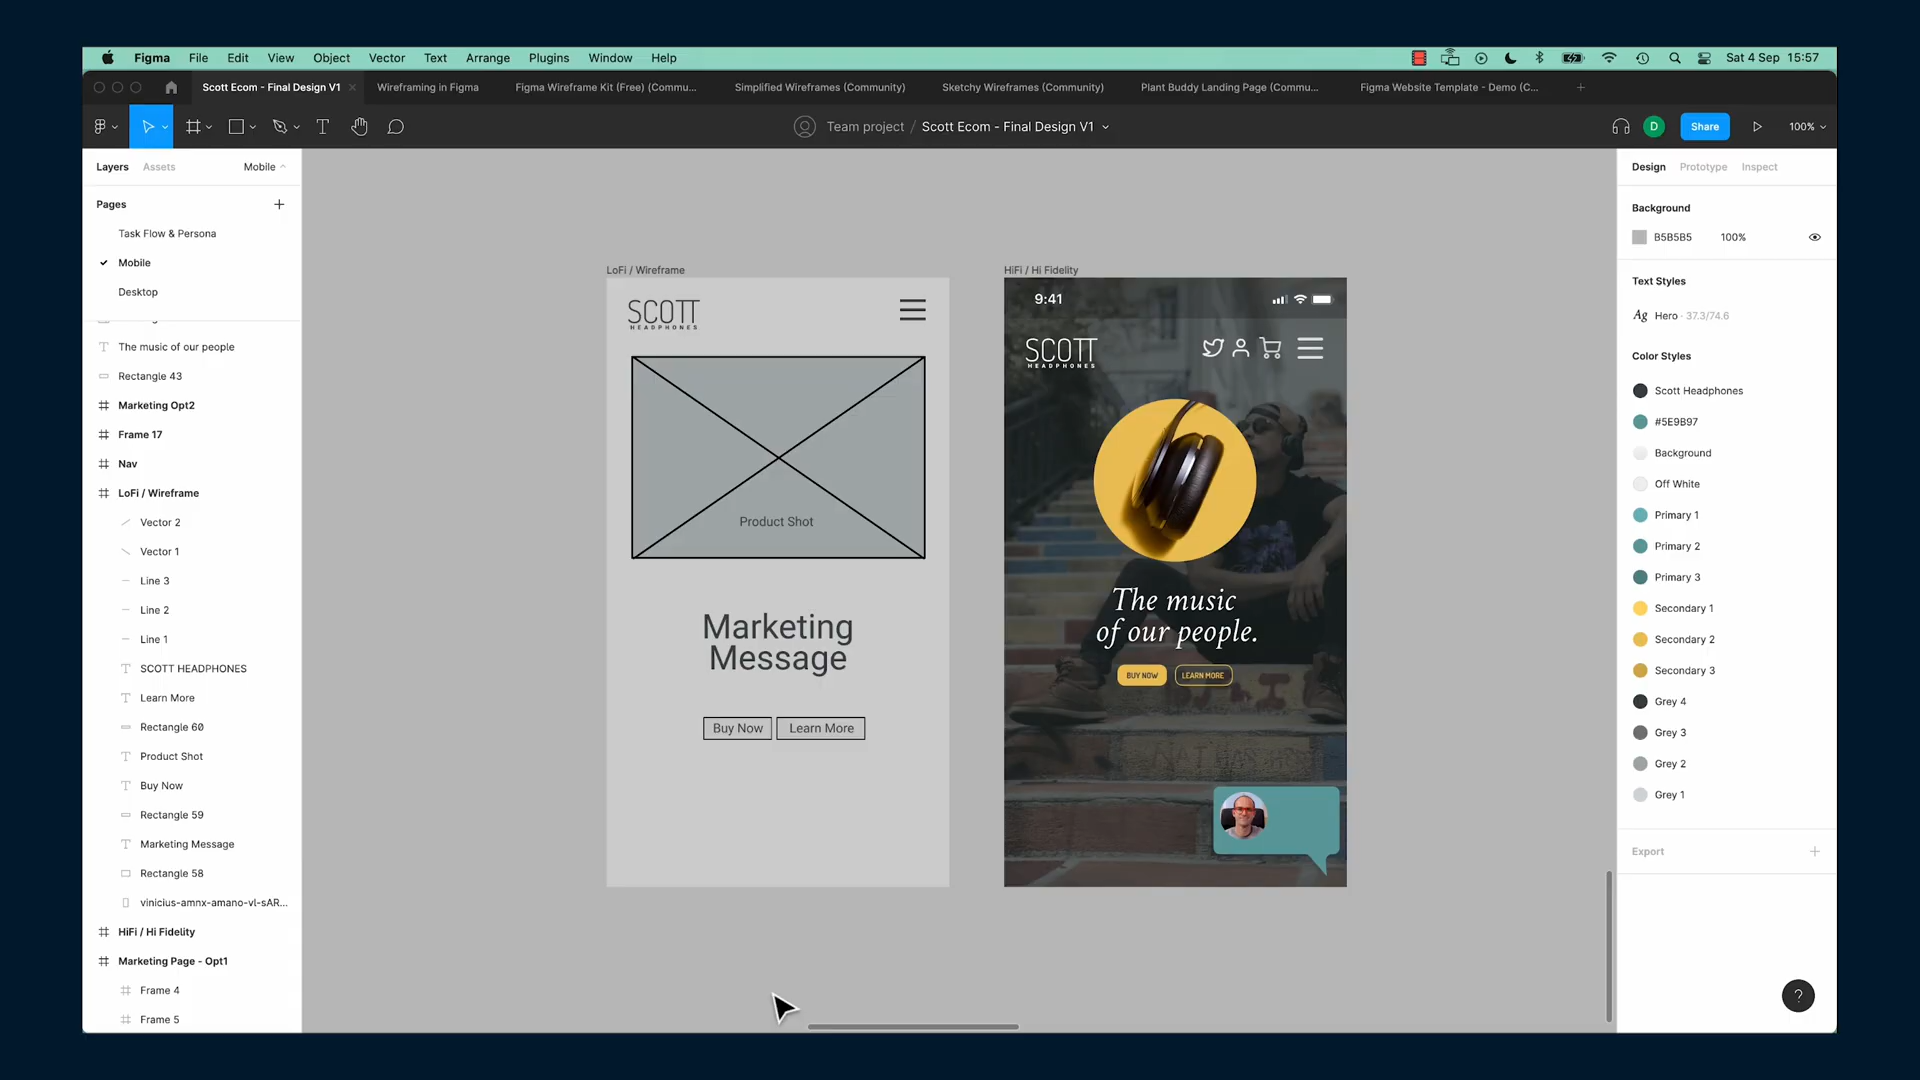 Figma File Edit View Object Vector Text Arrange Plugins Window Help
Sat 4 Sep 15:57
Scott Ecom - Final Design V1
Wireframing in Figma
Figma Wireframe Kit (Free) (Commu...
Simplified Wireframes (Community)
Sketchy Wireframes (Community)
Plant Buddy Landing Page (Commu...
Figma Website Template - Demo (C...
Team project / Scott Ecom - Final Design V1
D
Share
100%
Layers Assets Mobile
Pages
Task Flow & Persona
Mobile
Desktop
The music of our people
Rectangle 43
Marketing Opt2
Frame 17
Nav
LoFi / Wireframe
Vector 2
Vector 1
Line 3
Line 2
Line 1
SCOTT HEADPHONES
Learn More
Rectangle 60
Product Shot
Buy Now
Rectangle 59
Marketing Message
Rectangle 58
vinicius-amnx-amano-vl-sAR...
HiFi / Hi Fidelity
Marketing Page - Opt1
Frame 4
Frame 5
LoFi / Wireframe
SCOTT
HEADPHONES
Product Shot
Marketing
Message
Buy Now
Learn More
HiFi / Hi Fidelity
9:41
SCOTT
HEADPHONES
The music
of our people.
BUY NOW
LEARN MORE
Design Prototype Inspect
Background
B5B5B5 100%
Text Styles
Ag Hero · 37.3/74.6
Color Styles
Scott Headphones
#5E9B97
Background
Off White
Primary 1
Primary 2
Primary 3
Secondary 1
Secondary 2
Secondary 3
Grey 4
Grey 3
Grey 2
Grey 1
Export
?